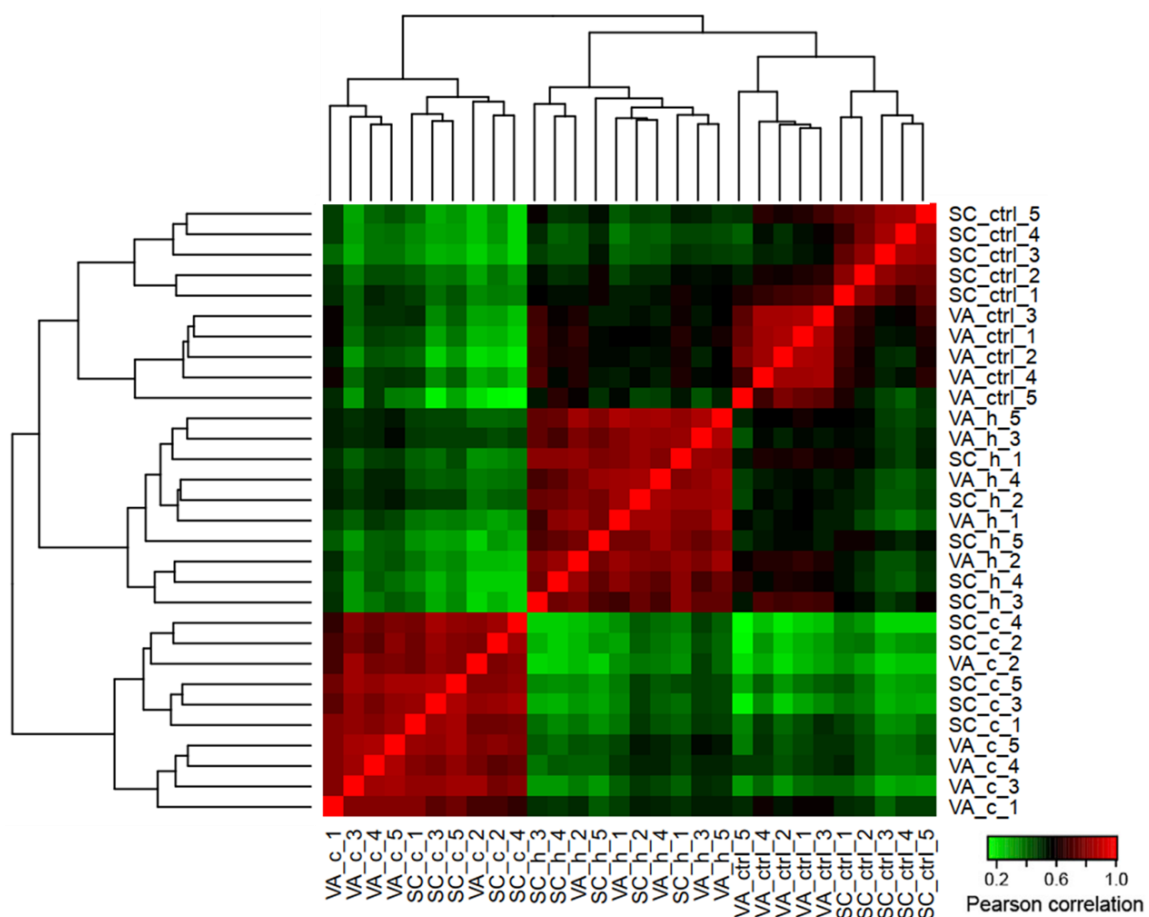 SC_ctrl_5
SC_ctrl_4
SC_ctrl_3
SC_ctrl_2
SC_ctrl_1
VA_ctrl_3
VA_ctrl_1
VA_ctrl_2
VA_ctrl_4
VA_ctrl_5
VA_h_5
VA_h_3
SC_h_1
VA_h_4
SC_h_2
VA_h_1
SC_h_5
VA_h_2
SC_h_4
SC_h_3
SC_c_4
SC_c_2
VA_c_2
SC_c_5
SC_c_3
SC_c_1
VA_c_5
VA_c_4
VA_c_3
VA_c_1
VA_c_1
VA_c_3
VA_c_4
VA_c_5
SC_c_1
SC_c_3
SC_c_5
VA_c_2
SC_c_2
SC_c_4
SC_h_3
SC_h_4
VA_h_2
SC_h_5
VA_h_1
SC_h_2
VA_h_4
SC_h_1
VA_h_3
VA_h_5
VA_ctrl_5
VA_ctrl_4
VA_ctrl_2
VA_ctrl_1
VA_ctrl_3
SC_ctrl_1
SC_ctrl_2
SC_ctrl_3
SC_ctrl_4
SC_ctrl_5
0.2 0.6 1.0
Pearson correlation